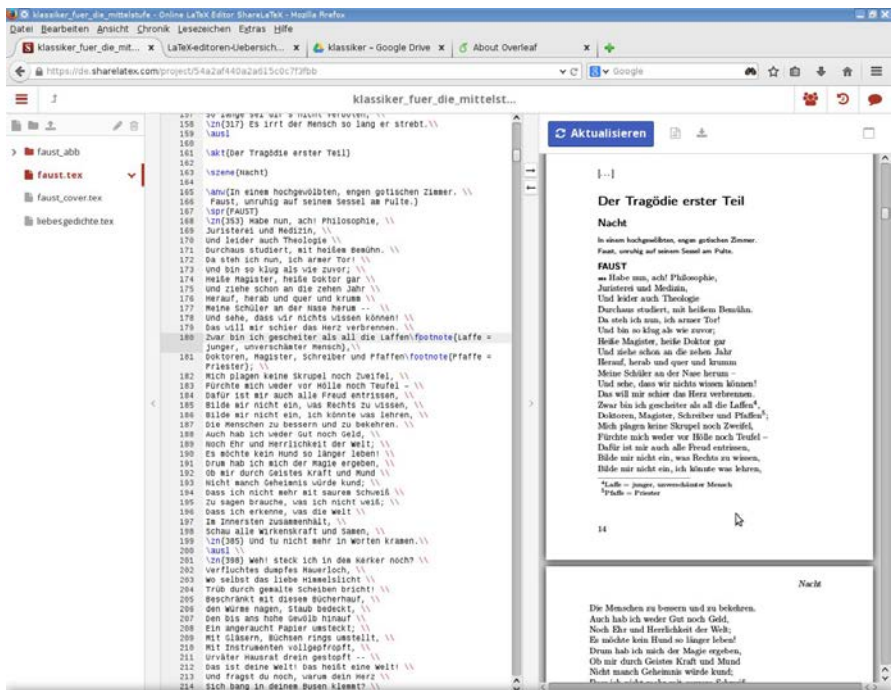 klassiker_fuer_die_mittelstufe - Online LaTeX Editor ShareLaTeX - Mozilla Firefox
Datei Bearbeiten Ansicht Chronik Lesezeichen Extras Hilfe
klassiker_fuer_die_mit... x LaTeX-editoren-Uebersich... x klassiker – Google Drive x About Overleaf x
https://de.sharelatex.com/project/54a2af440a2a615c0c7f3fbb Google
klassiker_fuer_die_mittelst...
faust_abb
faust.tex
faust_cover.tex
liebesgedichte.tex
157 so lange sei dir's nicht verboten, \\
158 \zn{317} Es irrt der Mensch so lang er strebt.\\
159 \ausl
160
161 \akt{Der Tragödie erster Teil}
162
163 \szene{Nacht}
164
165 \anw{In einem hochgewölbten, engen gotischen Zimmer. \\
166 Faust, unruhig auf seinem Sessel am Pulte.}
167 \spr{FAUST}
168 \zn{353} Habe nun, ach! Philosophie, \\
169 Juristerei und Medizin, \\
170 Und leider auch Theologie \\
171 Durchaus studiert, mit heißem Bemühn. \\
172 Da steh ich nun, ich armer Tor! \\
173 Und bin so klug als wie zuvor; \\
174 Heiße Magister, heiße Doktor gar \\
175 Und ziehe schon an die zehen Jahr \\
176 Herauf, herab und quer und krumm \\
177 Meine Schüler an der Nase herum -- \\
178 Und sehe, dass wir nichts wissen können! \\
179 Das will mir schier das Herz verbrennen. \\
180 Zwar bin ich gescheiter als all die Laffen\footnote{Laffe =
junger, unverschämter Mensch},\\
181 Doktoren, Magister, Schreiber und Pfaffen\footnote{Pfaffe =
Priester}; \\
182 Mich plagen keine Skrupel noch Zweifel, \\
183 Fürchte mich weder vor Hölle noch Teufel – \\
184 Dafür ist mir auch alle Freud entrissen, \\
185 Bilde mir nicht ein, was Rechts zu wissen, \\
186 Bilde mir nicht ein, ich könnte was lehren, \\
187 Die Menschen zu bessern und zu bekehren. \\
188 Auch hab ich weder Gut noch Geld, \\
189 Noch Ehr und Herrlichkeit der Welt; \\
190 Es möchte kein Hund so länger leben! \\
191 Drum hab ich mich der Magie ergeben, \\
192 Ob mir durch Geistes Kraft und Mund \\
193 Nicht manch Geheimnis würde kund; \\
194 Dass ich nicht mehr mit saurem Schweiß \\
195 Zu sagen brauche, was ich nicht weiß; \\
196 Dass ich erkenne, was die Welt \\
197 Im Innersten zusammenhält, \\
198 Schau alle Wirkenskraft und Samen, \\
199 \zn{385} Und tu nicht mehr in Worten kramen.\\
200 \ausl \\
201 \zn{398} Weh! steck ich in dem Kerker noch? \\
202 Verfluchtes dumpfes Mauerloch, \\
203 Wo selbst das liebe Himmelslicht \\
204 Trüb durch gemalte Scheiben bricht! \\
205 Beschränkt mit diesem Bücherhauf, \\
206 den Würme nagen, Staub bedeckt, \\
207 Den bis ans hohe Gewölb hinauf \\
208 Ein angeraucht Papier umsteckt; \\
209 Mit Gläsern, Büchsen rings umstellt, \\
210 Mit Instrumenten vollgepfropft, \\
211 Urväter Hausrat drein gestopft -- \\
212 Das ist deine Welt! Das heißt eine Welt! \\
213 Und fragst du noch, warum dein Herz \\
214 Sich bang in deinem Busen klemmt? \\
Aktualisieren
[...]
Der Tragödie erster Teil
Nacht
In einem hochgewölbten, engen gotischen Zimmer.
Faust, unruhig auf seinem Sessel am Pulte.
FAUST
Habe nun, ach! Philosophie,
Juristerei und Medizin,
Und leider auch Theologie
Durchaus studiert, mit heißem Bemühn.
Da steh ich nun, ich armer Tor!
Und bin so klug als wie zuvor;
Heiße Magister, heiße Doktor gar
Und ziehe schon an die zehen Jahr
Herauf, herab und quer und krumm
Meine Schüler an der Nase herum –
Und sehe, dass wir nichts wissen können!
Das will mir schier das Herz verbrennen.
Zwar bin ich gescheiter als all die Laffen⁴,
Doktoren, Magister, Schreiber und Pfaffen⁵;
Mich plagen keine Skrupel noch Zweifel,
Fürchte mich weder vor Hölle noch Teufel –
Dafür ist mir auch alle Freud entrissen,
Bilde mir nicht ein, was Rechts zu wissen,
Bilde mir nicht ein, ich könnte was lehren,
⁴Laffe = junger, unverschämter Mensch
⁵Pfaffe = Priester
14
Nacht
Die Menschen zu bessern und zu bekehren.
Auch hab ich weder Gut noch Geld,
Noch Ehr und Herrlichkeit der Welt;
Es möchte kein Hund so länger leben!
Drum hab ich mich der Magie ergeben,
Ob mir durch Geistes Kraft und Mund
Nicht manch Geheimnis würde kund;